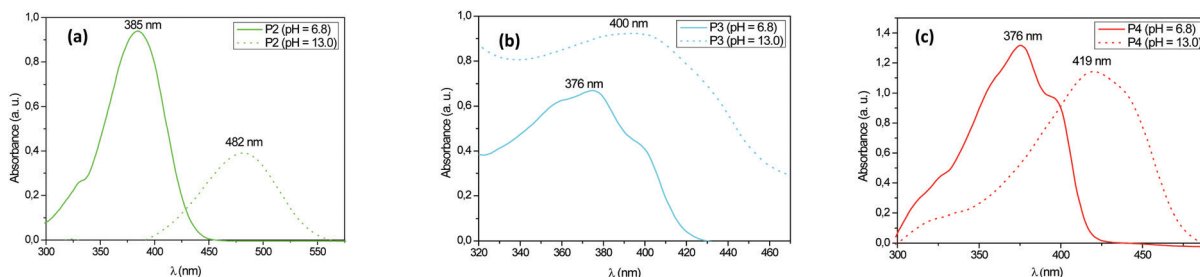 (a)
385 nm
482 nm
P2 (pH = 6.8)
P2 (pH = 13.0)
Absorbance (a. u.)
1,0
0,8
0,6
0,4
0,2
0,0
300 350 400 450 500 550
λ (nm)
(b)
400 nm
376 nm
P3 (pH = 6.8)
P3 (pH = 13.0)
Absorbance (a. u.)
1,0
0,8
0,6
0,4
0,2
0,0
320 340 360 380 400 420 440 460
λ (nm)
(c)
376 nm
419 nm
P4 (pH = 6.8)
P4 (pH = 13.0)
Absorbance (a. u.)
1,4
1,2
1,0
0,8
0,6
0,4
1,2
0,0
300 350 400 450
λ (nm)